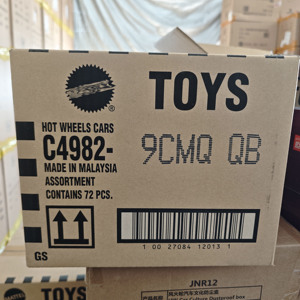 TOYS
HOT WHEELS CARS
C4982-
9CMQ QB
MADE IN MALAYSIA
ASSORTMENT
CONTAINS 72 PCS.
1 00 27084 12013 1
GS
TOYS
JNR12